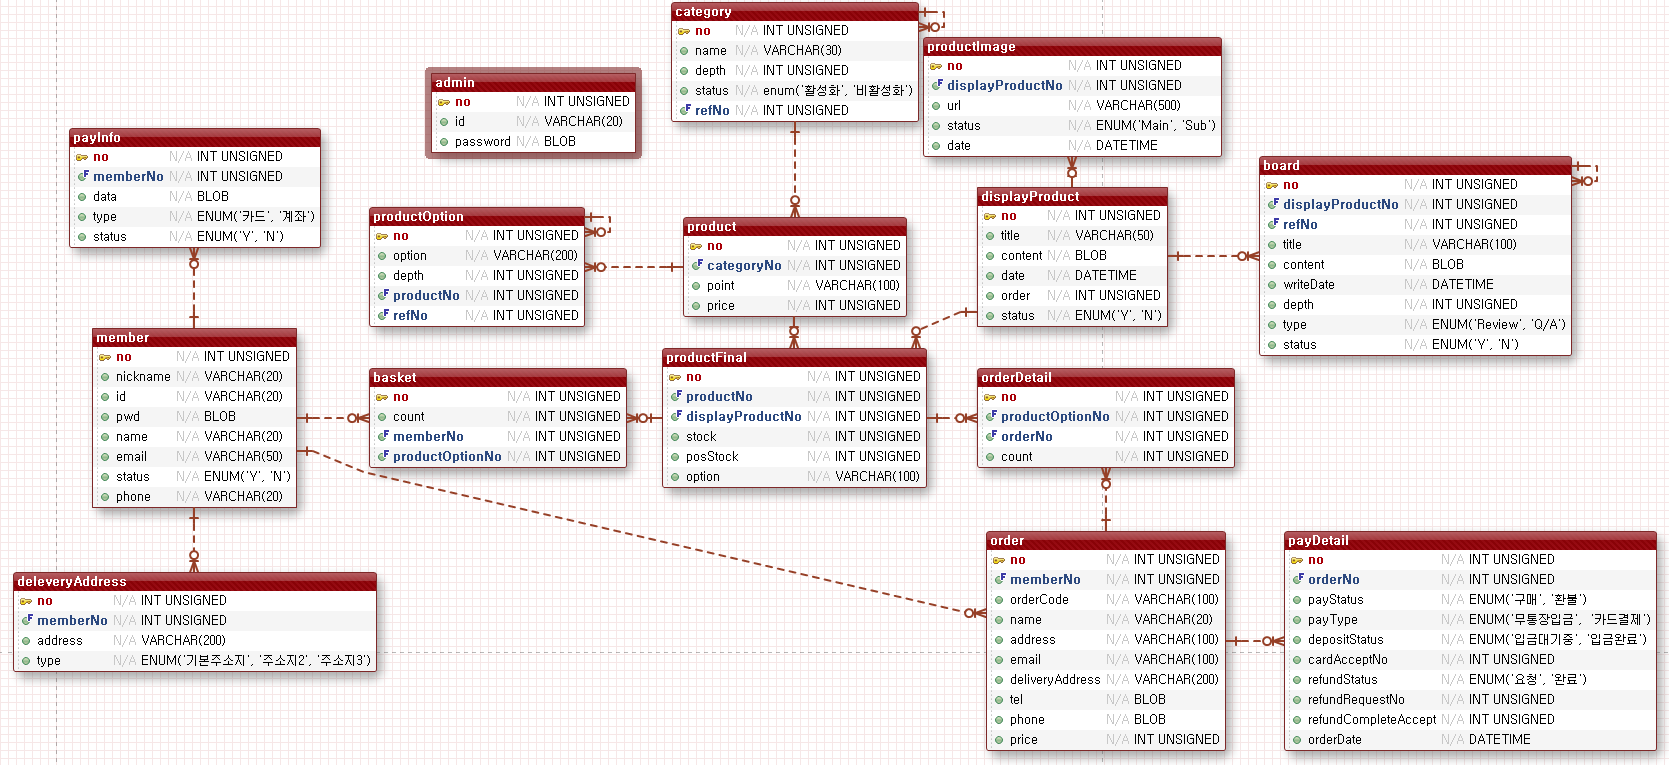 category
no N/A INT UNSIGNED
name N/A VARCHAR(30)
depth N/A INT UNSIGNED
status N/A enum('활성화', '비활성화')
refNo N/A INT UNSIGNED
productImage
no N/A INT UNSIGNED
displayProductNo N/A INT UNSIGNED
url N/A VARCHAR(500)
status N/A ENUM('Main', 'Sub')
date N/A DATETIME
admin
no N/A INT UNSIGNED
id N/A VARCHAR(20)
password N/A BLOB
payInfo
no N/A INT UNSIGNED
memberNo N/A INT UNSIGNED
data N/A BLOB
type N/A ENUM('카드', '계좌')
status N/A ENUM('Y', 'N')
board
no N/A INT UNSIGNED
displayProductNo N/A INT UNSIGNED
refNo N/A INT UNSIGNED
title N/A VARCHAR(100)
content N/A BLOB
writeDate N/A DATETIME
depth N/A INT UNSIGNED
type N/A ENUM('Review', 'Q/A')
status N/A ENUM('Y', 'N')
displayProduct
no N/A INT UNSIGNED
title N/A VARCHAR(50)
content N/A BLOB
date N/A DATETIME
order N/A INT UNSIGNED
status N/A ENUM('Y', 'N')
productOption
no N/A INT UNSIGNED
option N/A VARCHAR(200)
depth N/A INT UNSIGNED
productNo N/A INT UNSIGNED
refNo N/A INT UNSIGNED
product
no N/A INT UNSIGNED
categoryNo N/A INT UNSIGNED
point N/A VARCHAR(100)
price N/A INT UNSIGNED
member
no N/A INT UNSIGNED
nickname N/A VARCHAR(20)
id N/A VARCHAR(20)
pwd N/A BLOB
name N/A VARCHAR(20)
email N/A VARCHAR(50)
status N/A ENUM('Y', 'N')
phone N/A VARCHAR(20)
basket
no N/A INT UNSIGNED
count N/A INT UNSIGNED
memberNo N/A INT UNSIGNED
productOptionNo N/A INT UNSIGNED
productFinal
no N/A INT UNSIGNED
productNo N/A INT UNSIGNED
displayProductNo N/A INT UNSIGNED
stock N/A INT UNSIGNED
posStock N/A INT UNSIGNED
option N/A VARCHAR(100)
orderDetail
no N/A INT UNSIGNED
productOptionNo N/A INT UNSIGNED
orderNo N/A INT UNSIGNED
count N/A INT UNSIGNED
deleveryAddress
no N/A INT UNSIGNED
memberNo N/A INT UNSIGNED
address N/A VARCHAR(200)
type N/A ENUM('기본주소지', '주소지2', '주소지3')
order
no N/A INT UNSIGNED
memberNo N/A INT UNSIGNED
orderCode N/A VARCHAR(100)
name N/A VARCHAR(20)
address N/A VARCHAR(100)
email N/A VARCHAR(100)
deliveryAddress N/A VARCHAR(200)
tel N/A BLOB
phone N/A BLOB
price N/A INT UNSIGNED
payDetail
no N/A INT UNSIGNED
orderNo N/A INT UNSIGNED
payStatus N/A ENUM('구매', '환불')
payType N/A ENUM('무통장입금', '카드결제')
depositStatus N/A ENUM('입금대기중', '입금완료')
cardAcceptNo N/A INT UNSIGNED
refundStatus N/A ENUM('요청', '완료')
refundRequestNo N/A INT UNSIGNED
refundCompleteAccept N/A INT UNSIGNED
orderDate N/A DATETIME